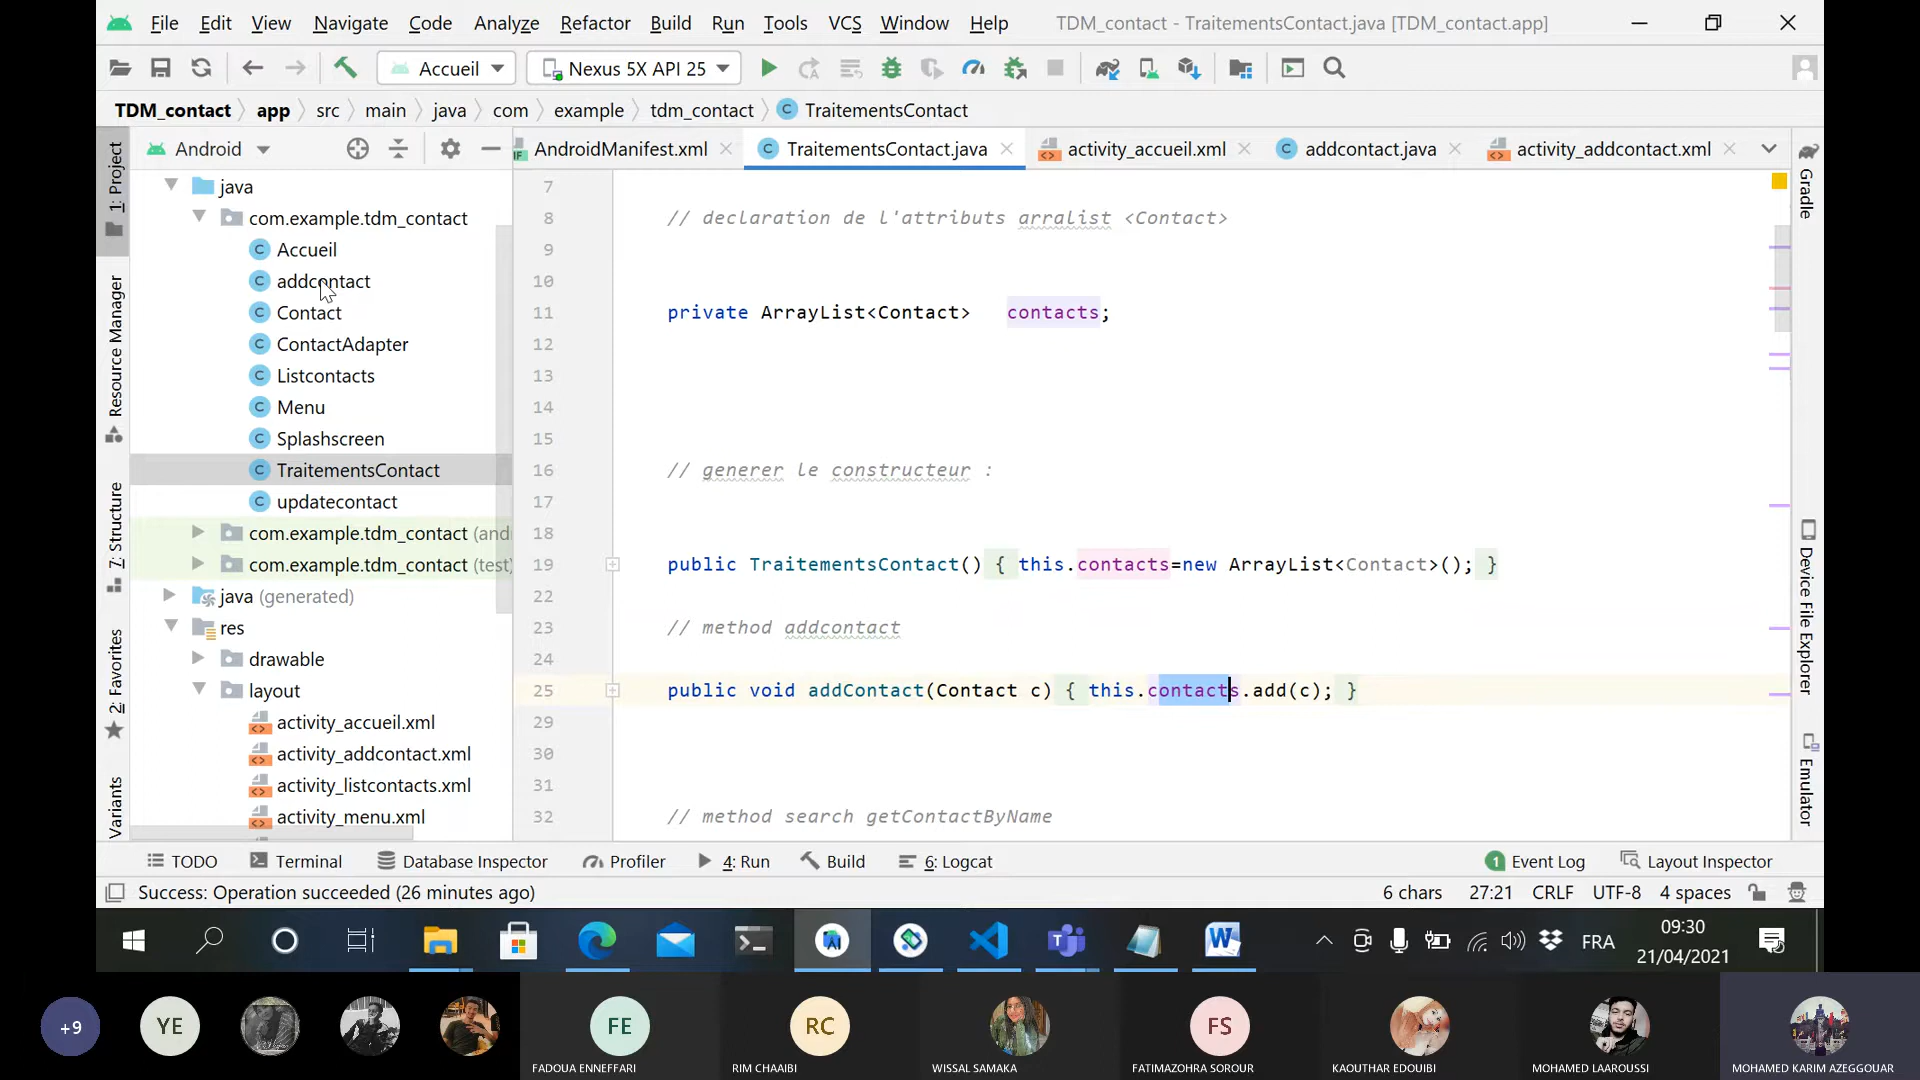 File Edit View Navigate Code Analyze Refactor Build Run Tools VCS Window Help TDM_contact - TraitementsContact.java [TDM_contact.app]
Accueil Nexus 5X API 25
TDM_contact app src main java com example tdm_contact C TraitementsContact
Android
AndroidManifest.xml C TraitementsContact.java activity_accueil.xml C addcontact.java activity_addcontact.xml
1: Project
Resource Manager
7: Structure
2: Favorites
Variants
java
com.example.tdm_contact
C Accueil
C addcontact
C Contact
C ContactAdapter
C Listcontacts
C Menu
C Splashscreen
C TraitementsContact
C updatecontact
com.example.tdm_contact (and
com.example.tdm_contact (test)
java (generated)
res
drawable
layout
activity_accueil.xml
activity_addcontact.xml
activity_listcontacts.xml
activity_menu.xml
7
8 // declaration de l'attributs arralist <Contact>
9
10
11 private ArrayList<Contact> contacts;
12
13
14
15
16 // generer le constructeur :
17
18
19 public TraitementsContact() { this.contacts=new ArrayList<Contact>(); }
22
23 // method addcontact
24
25 public void addContact(Contact c) { this.contacts.add(c); }
29
30
31
32 // method search getContactByName
Gradle
Device File Explorer
Emulator
TODO Terminal Database Inspector Profiler 4: Run Build 6: Logcat 1 Event Log Layout Inspector
Success: Operation succeeded (26 minutes ago) 6 chars 27:21 CRLF UTF-8 4 spaces
FRA
09:30
21/04/2021
+9 YE FE RC FS
FADOUA ENNEFFARI RIM CHAAIBI WISSAL SAMAKA FATIMAZOHRA SOROUR KAOUTHAR EDOUIBI MOHAMED LAAROUSSI MOHAMED KARIM AZEGGOUAR